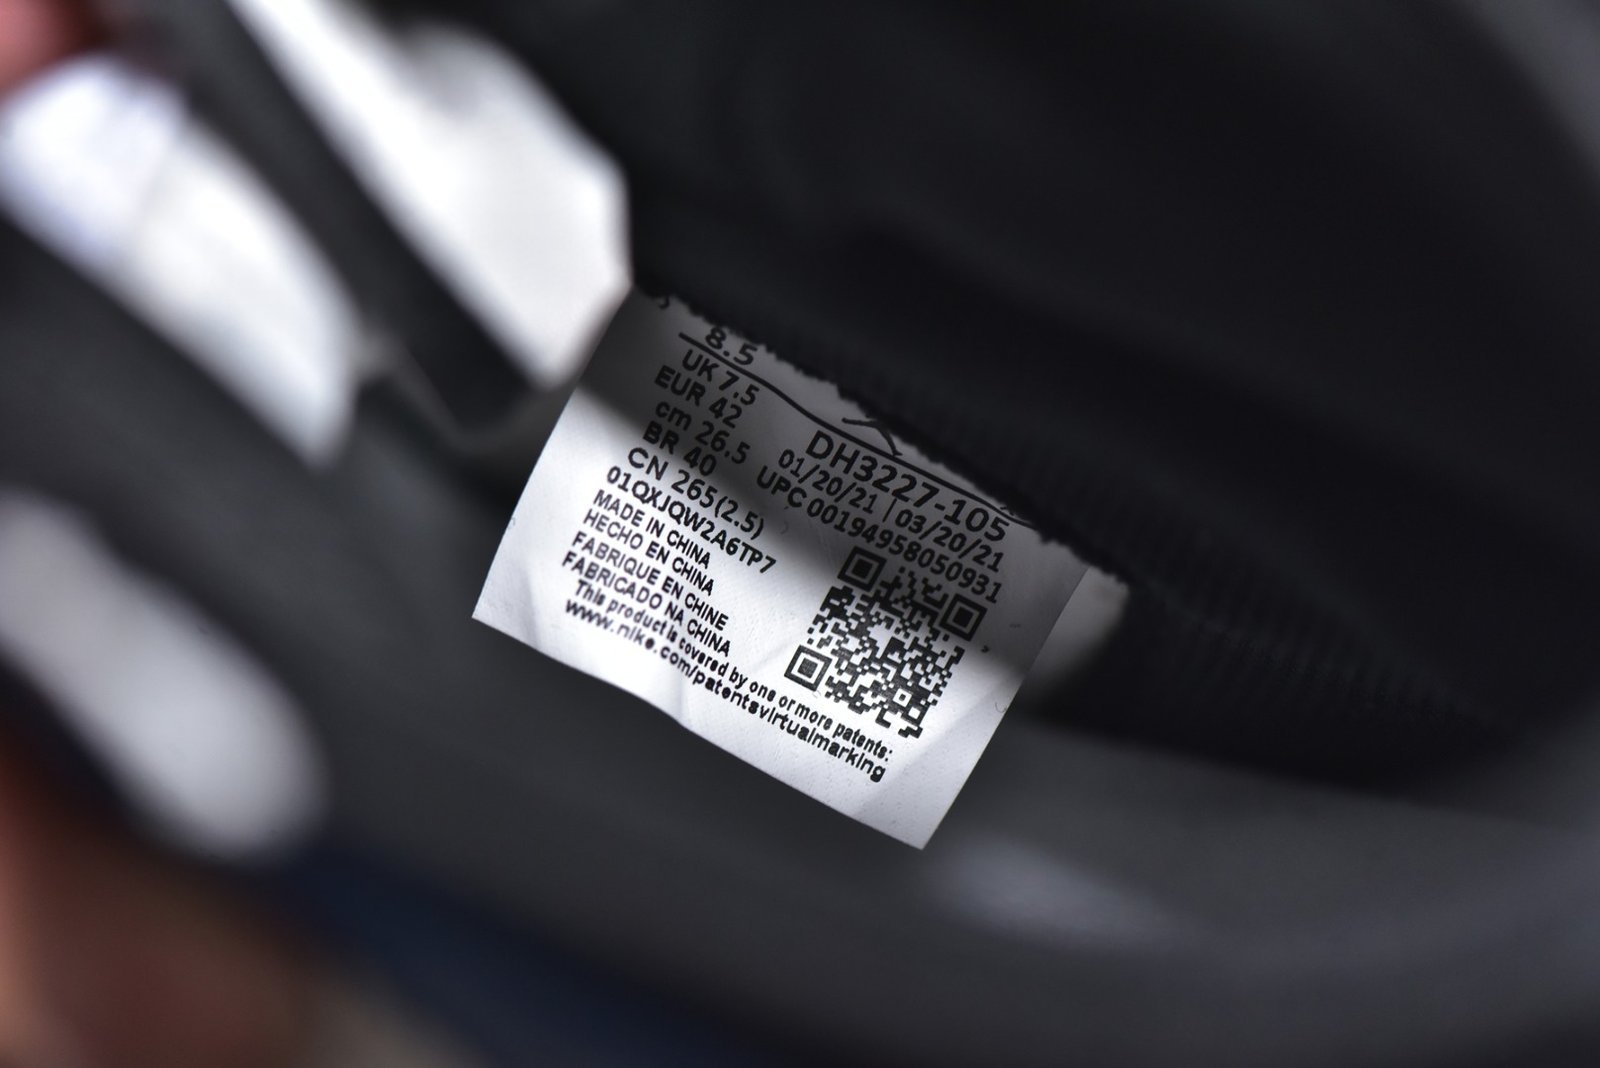 8.5
UK 7.5
EUR 42
cm 26.5
BR 40
CN 265(2.5)
01QXJQW2A6TP7
MADE IN CHINA
HECHO EN CHINA
FABRIQUE EN CHINE
FABRICADO NA CHINA
This product is covered by one or more patents:
www.nike.com/patentsvirtualmarking
DH3227-105
01/20/21 03/20/21
UPC 00194958050931